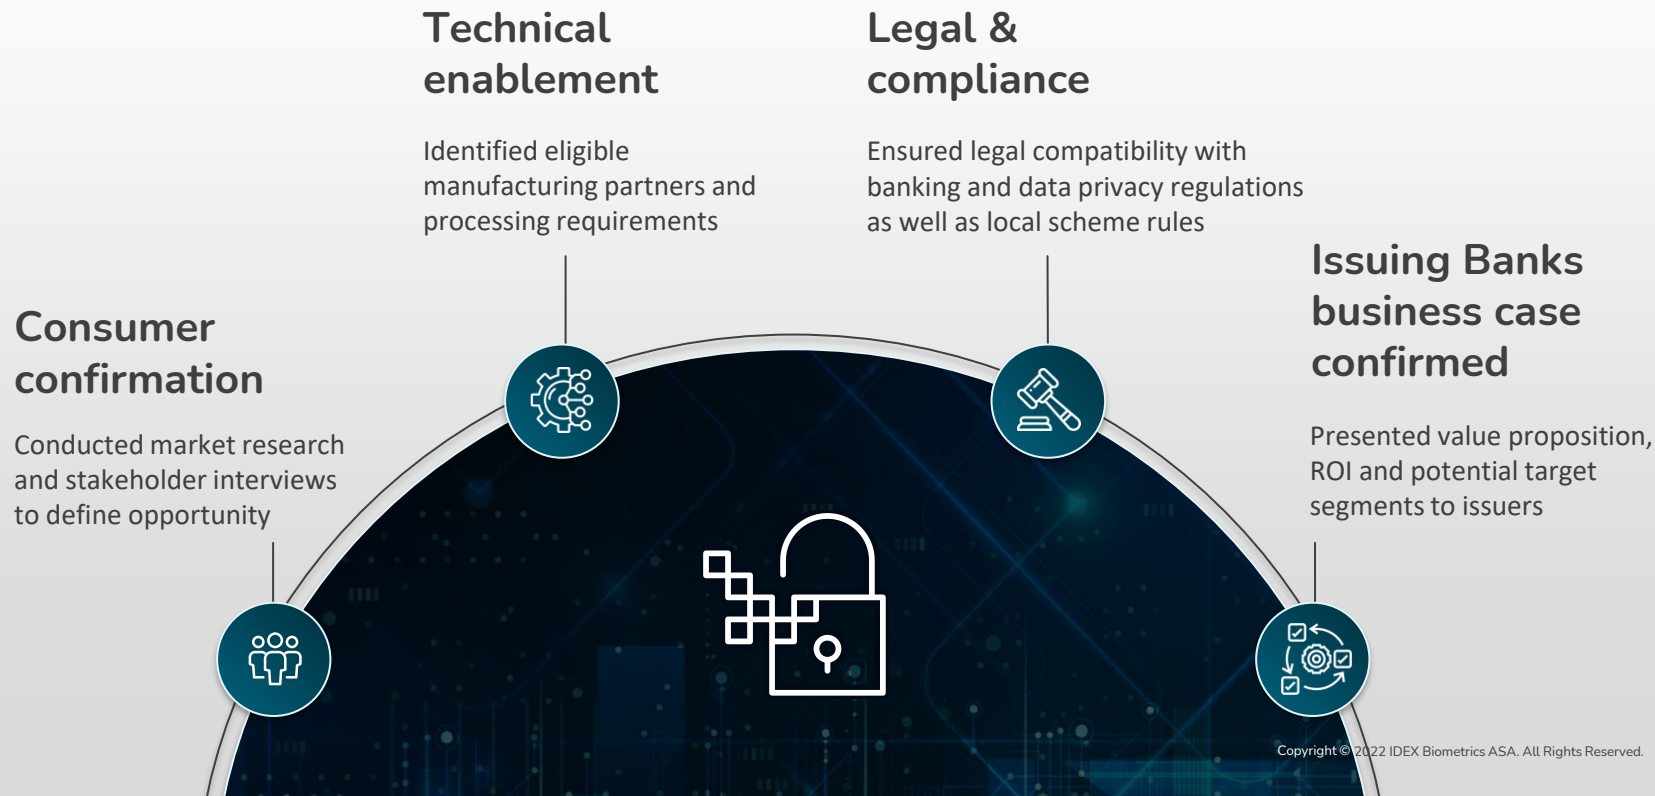 Technical
enablement
Identified eligible
manufacturing partners and
processing requirements
Legal &
compliance
Ensured legal compatibility with
banking and data privacy regulations
as well as local scheme rules
Consumer
confirmation
Conducted market research
and stakeholder interviews
to define opportunity
Issuing Banks
business case
confirmed
Presented value proposition,
ROI and potential target
segments to issuers
Copyright © 2022 IDEX Biometrics ASA. All Rights Reserved.